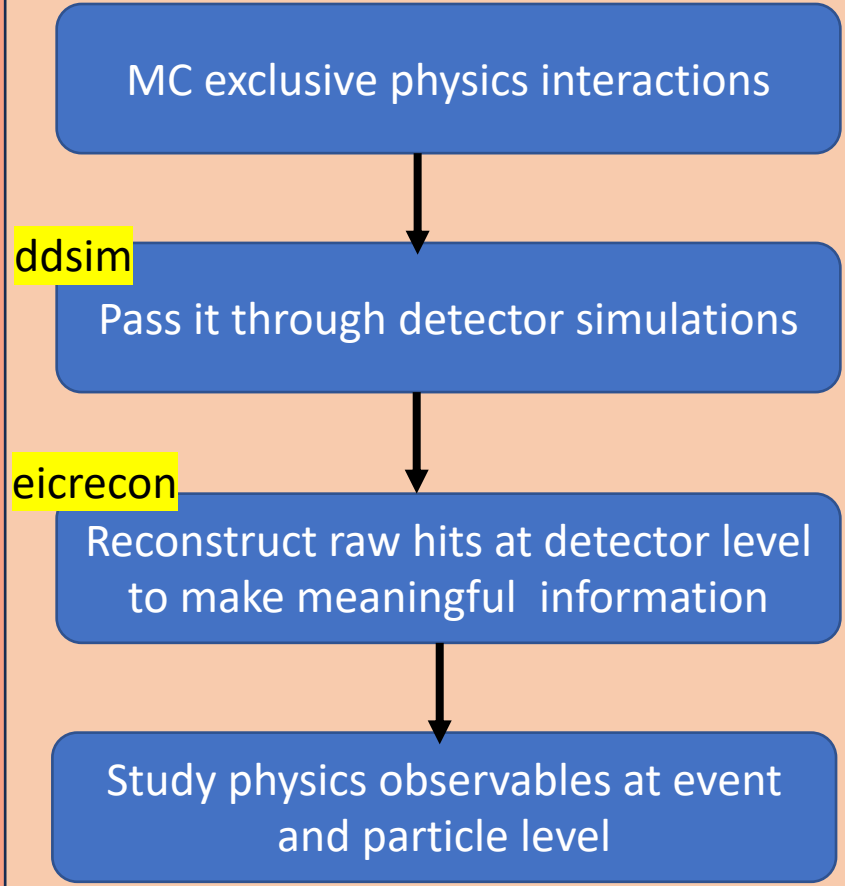 MC exclusive physics interactions
ddsim
Pass it through detector simulations
eicrecon
Reconstruct raw hits at detector level
to make meaningful information
Study physics observables at event
and particle level